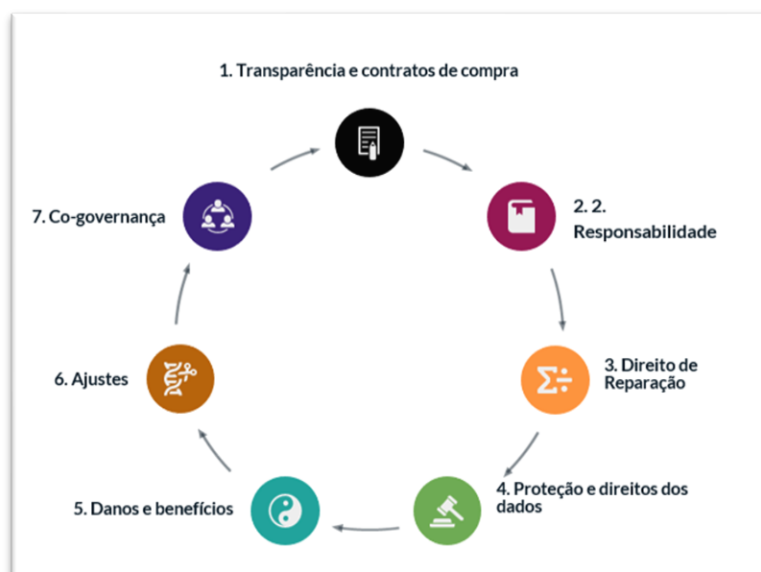 1. Transparência e contratos de compra
2. 2.
Responsabilidade
3. Direito de
Reparação
4. Proteção e direitos dos
dados
5. Danos e benefícios
6. Ajustes
7. Co-governança